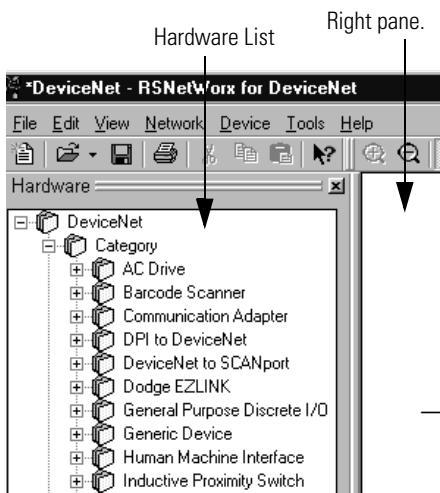 Hardware List
Right pane.
*DeviceNet - RSNetWorx for DeviceNet
File Edit View Network Device Tools Help
Hardware
DeviceNet
Category
AC Drive
Barcode Scanner
Communication Adapter
DPI to DeviceNet
DeviceNet to SCANport
Dodge EZLINK
General Purpose Discrete I/O
Generic Device
Human Machine Interface
Inductive Proximity Switch